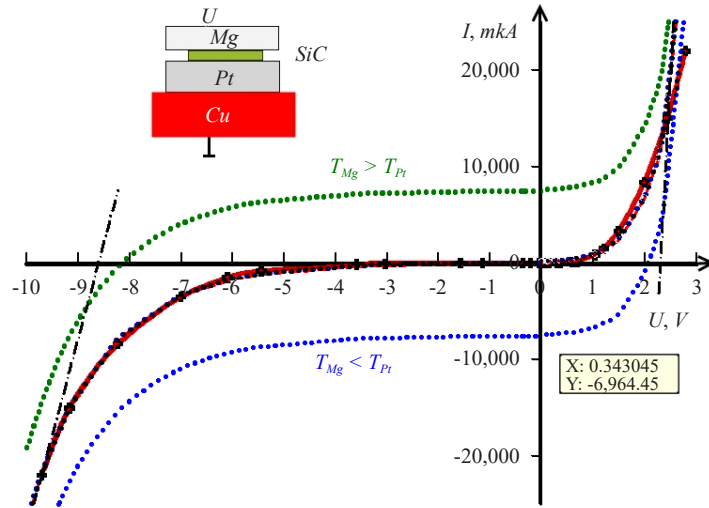 U
Mg
SiC
Pt
Cu
I, mkA
20,000
T_Mg > T_Pt
10,000
0
-10 -9 -8 -7 -6 -5 -4 -3 -2 -1 0 1 2 3
U, V
T_Mg < T_Pt
-10,000
X: 0.343045
Y: -6,964.45
-20,000